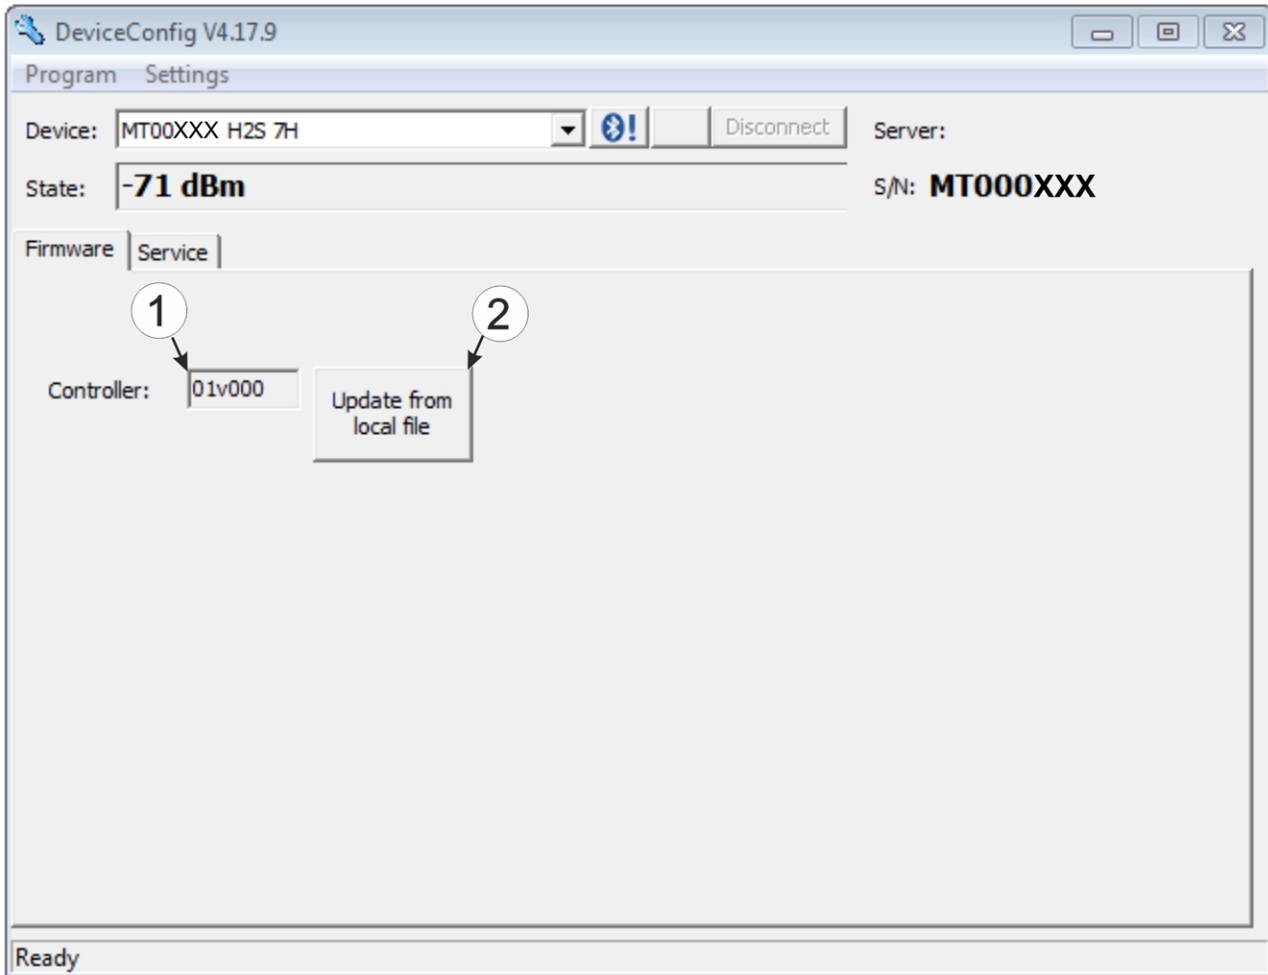 DeviceConfig V4.17.9
Program Settings
Device: MT00XXX H2S 7H Disconnect Server:
State: -71 dBm S/N: MT000XXX
Firmware Service
1 2
Controller: 01v000 Update from
local file
Ready